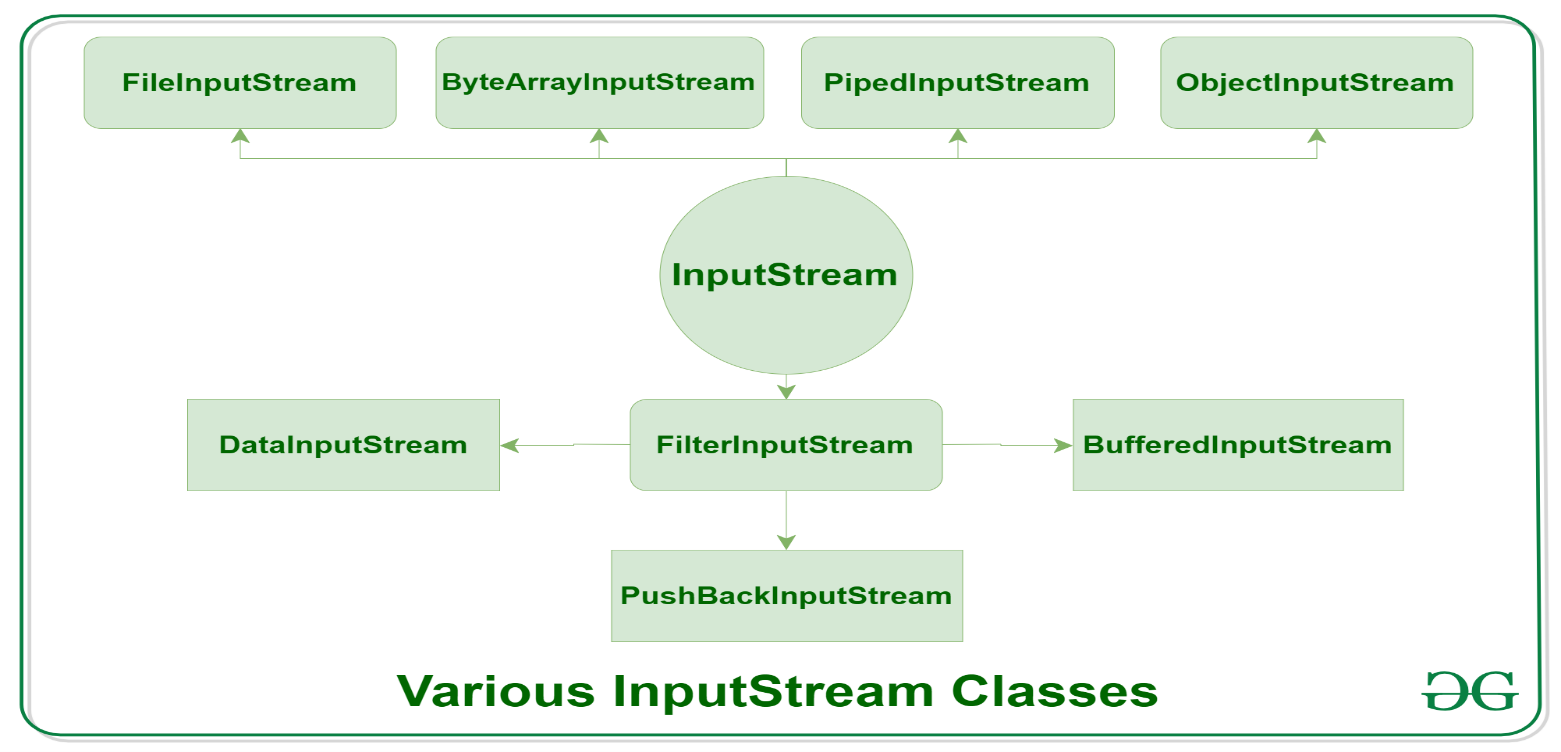 FileInputStream
ByteArrayInputStream
PipedInputStream
ObjectInputStream
InputStream
DataInputStream
FilterInputStream
BufferedInputStream
PushBackInputStream
Various InputStream Classes